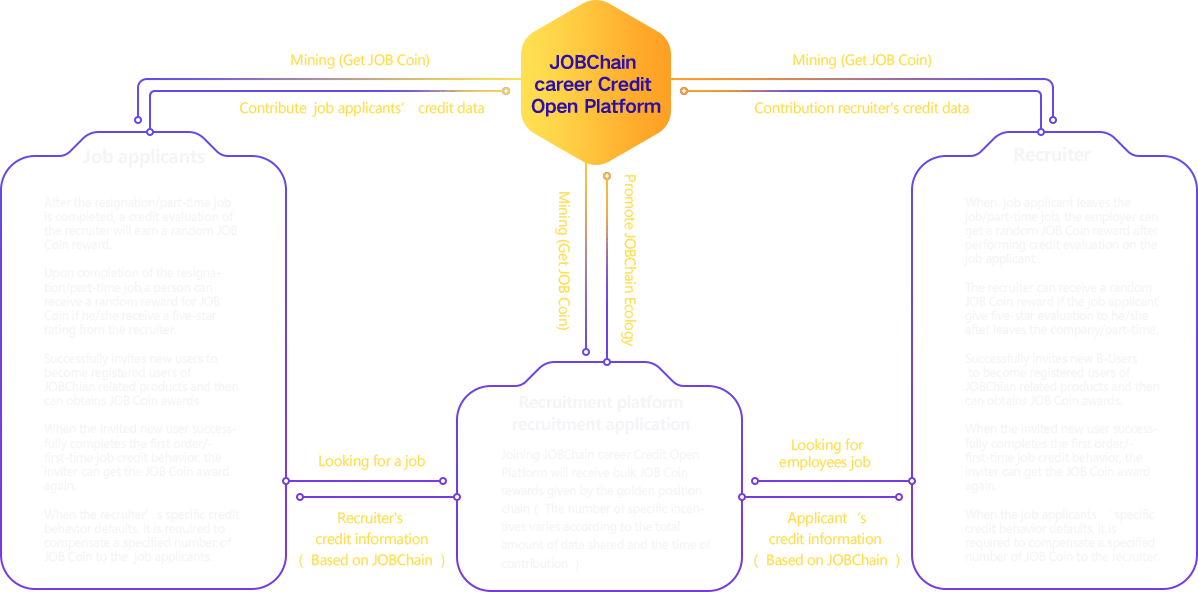 JOBChain
career Credit
Open Platform
Mining (Get JOB Coin)
Contribute job applicants’ credit data
Mining (Get JOB Coin)
Contribution recruiter's credit data
Mining (Get JOB Coin)
Promote JOBChain Ecology
Job applicants
After the resignation/part-time job
is completed, a credit evaluation of
the recruiter will earn a random JOB
Coin reward.
Upon completion of the resigna-
tion/part-time job,a person can
receive a random reward for JOB
Coin if he/she receive a five-star
rating from the recruiter.
Successfully invites new users to
become registered users of
JOBChian related products and then
can obtains JOB Coin awards
When the invited new user success-
fully completes the first order/-
first-time job-credit behavior, the
inviter can get the JOB Coin award
again.
When the recruiter’s specific credit
behavior defaults, it is required to
compensate a specified number of
JOB Coin to the job applicants.
Looking for a job
Recruiter's
credit information
( Based on JOBChain )
Recruitment platform
recruitment application
Joining JOBChain career Credit Open
Platform will receive bulk JOB Coin
rewards given by the golden position
chain ( The number of specific incen-
tives varies according to the total
amount of data shared and the time of
contribution )
Looking for
employees job
Applicant‘s
credit information
( Based on JOBChain )
Recruiter
When job applicant leaves the
job/part-time job, the employer can
get a random JOB Coin reward after
performing credit evaluation on the
job applicant
The recruiter can receive a random
JOB Coin reward if the job applicant
give five-star evaluation to he/she
after leaves the company/part-time.
Successfully invites new B-Users
to become registered users of
JOBChian related products and then
can obtains JOB Coin awards.
When the invited new user success-
fully completes the first order/-
first-time job credit behavior, the
inviter can get the JOB Coin award
again.
When the job applicants ‘specific
credit behavior defaults, it is
required to compensate a specified
number of JOB Coin to the recruiter.